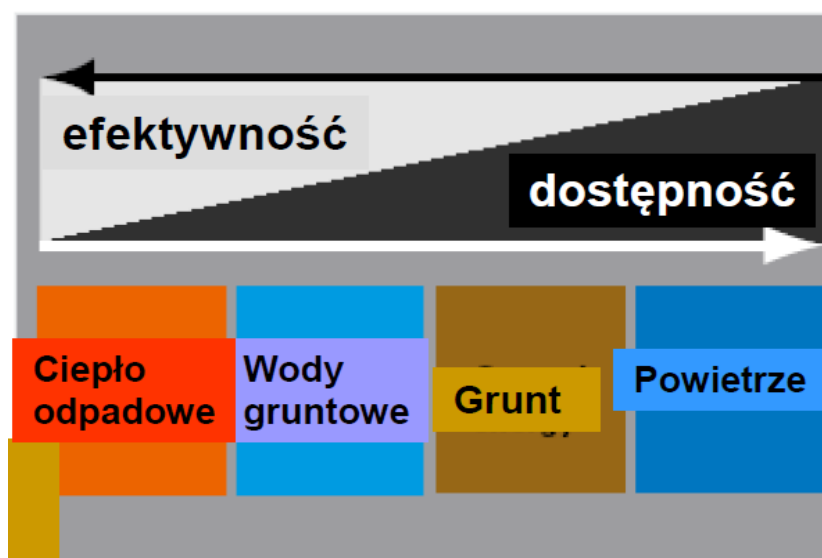 efektywność
dostępność
Ciepło
odpadowe
Wody
gruntowe
Grunt
Powietrze